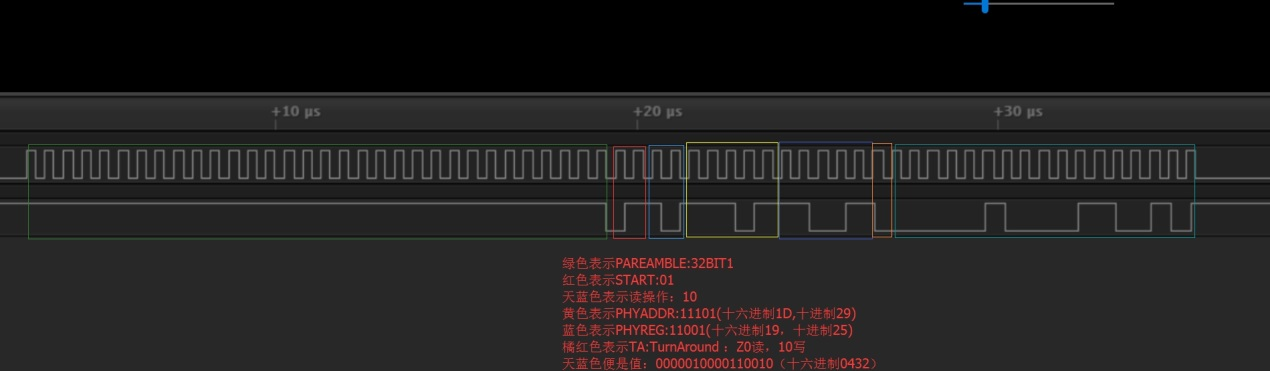 +10 μs
+20 μs
+30 μs
绿色表示PAREAMBLE:32BIT1
红色表示START:01
天蓝色表示读操作：10
黄色表示PHYADDR:11101(十六进制1D,十进制29)
蓝色表示PHYREG:11001(十六进制19，十进制25)
橘红色表示TA:TurnAround ：Z0读，10写
天蓝色便是值：0000010000110010（十六进制0432）